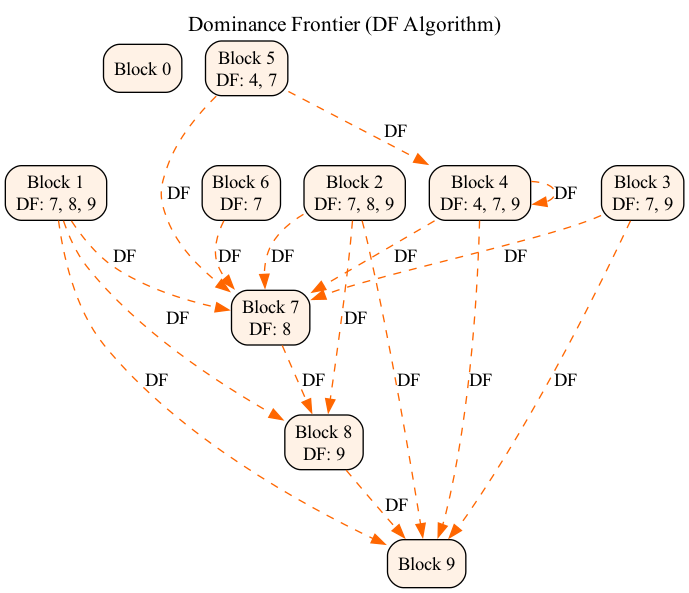 Dominance Frontier (DF Algorithm)
Block 0
Block 5
DF: 4, 7
DF
Block 1
DF: 7, 8, 9
DF
Block 6
DF: 7
Block 2
DF: 7, 8, 9
Block 4
DF: 4, 7, 9
DF
Block 3
DF: 7, 9
DF
DF
DF
DF
DF
Block 7
DF: 8
DF
DF
DF
DF
DF
DF
DF
Block 8
DF: 9
DF
Block 9